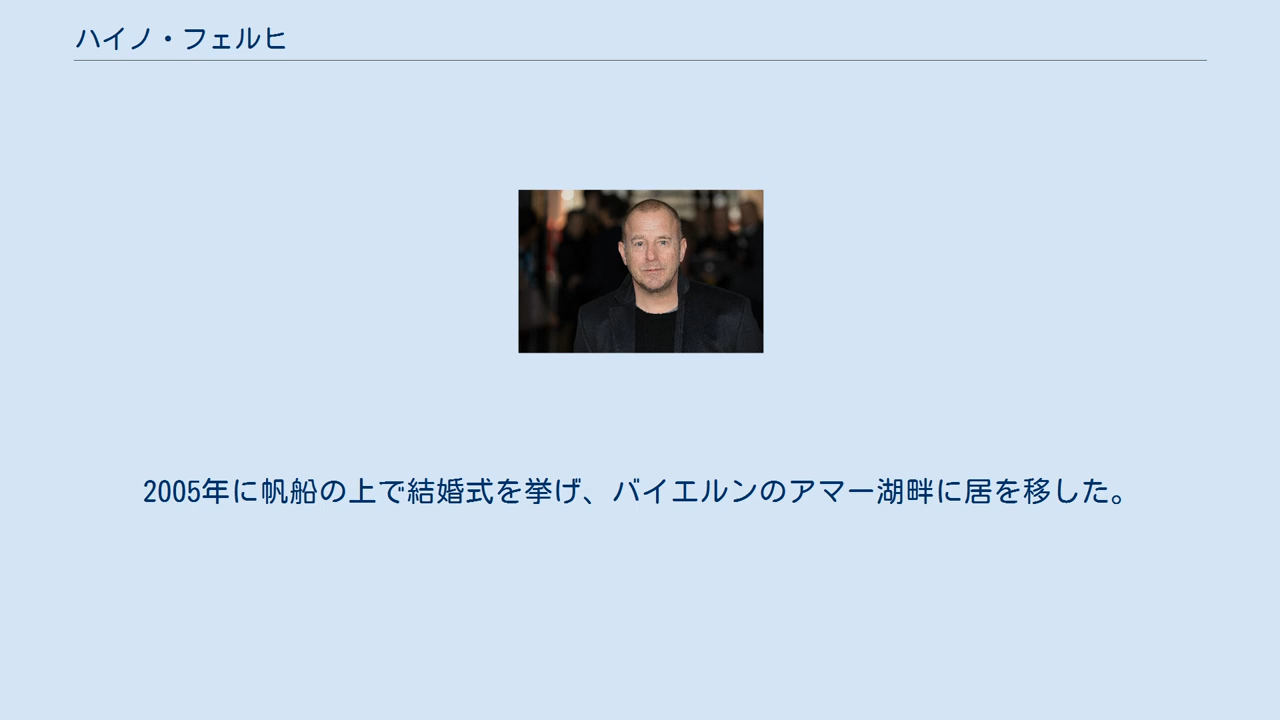 ハイノ・フェルヒ
2005年に帆船の上で結婚式を挙げ、バイエルンのアマー湖畔に居を移した。